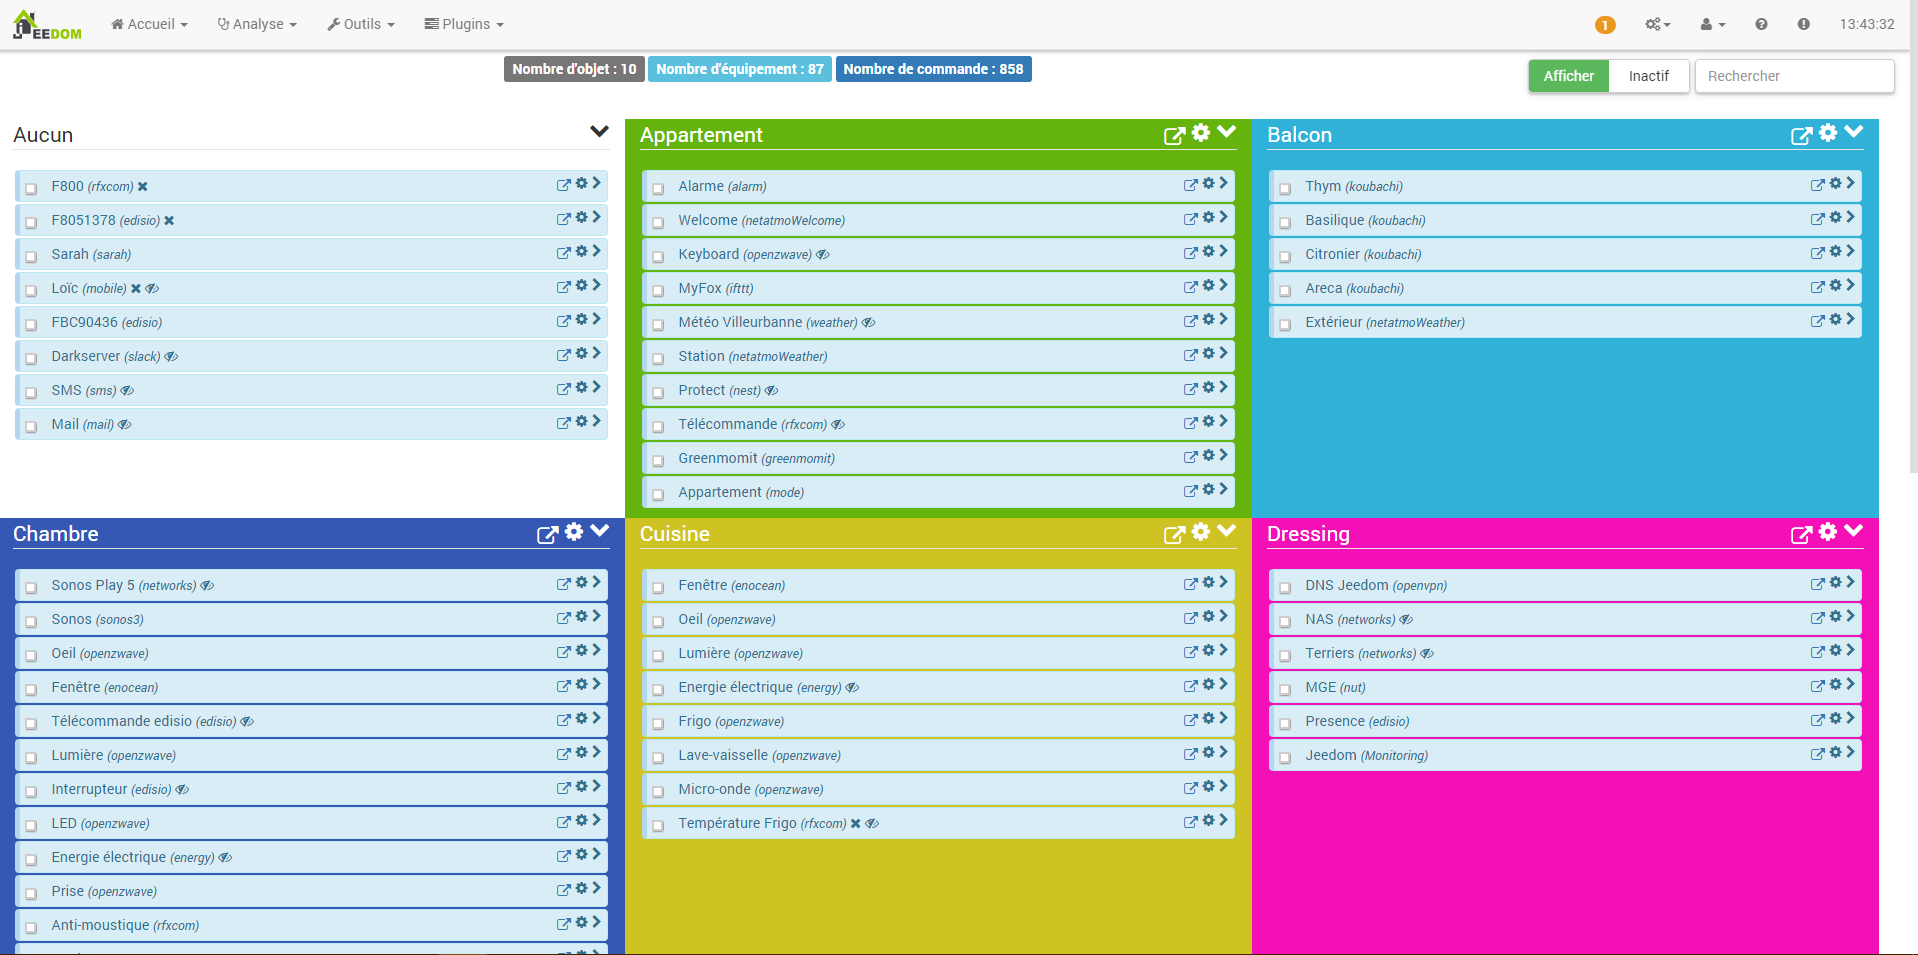 JEEDOM Accueil Analyse Outils Plugins 1 13:43:32
Nombre d'objet : 10 Nombre d'équipement : 87 Nombre de commande : 858
Afficher Inactif Rechercher
Aucun
F800 (rfxcom)
F8051378 (edisio)
Sarah (sarah)
Loïc (mobile)
FBC90436 (edisio)
Darkserver (slack)
SMS (sms)
Mail (mail)
Appartement
Alarme (alarm)
Welcome (netatmoWelcome)
Keyboard (openzwave)
MyFox (ifttt)
Météo Villeurbanne (weather)
Station (netatmoWeather)
Protect (nest)
Télécommande (rfxcom)
Greenmomit (greenmomit)
Appartement (mode)
Balcon
Thym (koubachi)
Basilique (koubachi)
Citronier (koubachi)
Areca (koubachi)
Extérieur (netatmoWeather)
Chambre
Sonos Play 5 (networks)
Sonos (sonos3)
Oeil (openzwave)
Fenêtre (enocean)
Télécommande edisio (edisio)
Lumière (openzwave)
Interrupteur (edisio)
LED (openzwave)
Energie électrique (energy)
Prise (openzwave)
Anti-moustique (rfxcom)
Cuisine
Fenêtre (enocean)
Oeil (openzwave)
Lumière (openzwave)
Energie électrique (energy)
Frigo (openzwave)
Lave-vaisselle (openzwave)
Micro-onde (openzwave)
Température Frigo (rfxcom)
Dressing
DNS Jeedom (openvpn)
NAS (networks)
Terriers (networks)
MGE (nut)
Presence (edisio)
Jeedom (Monitoring)